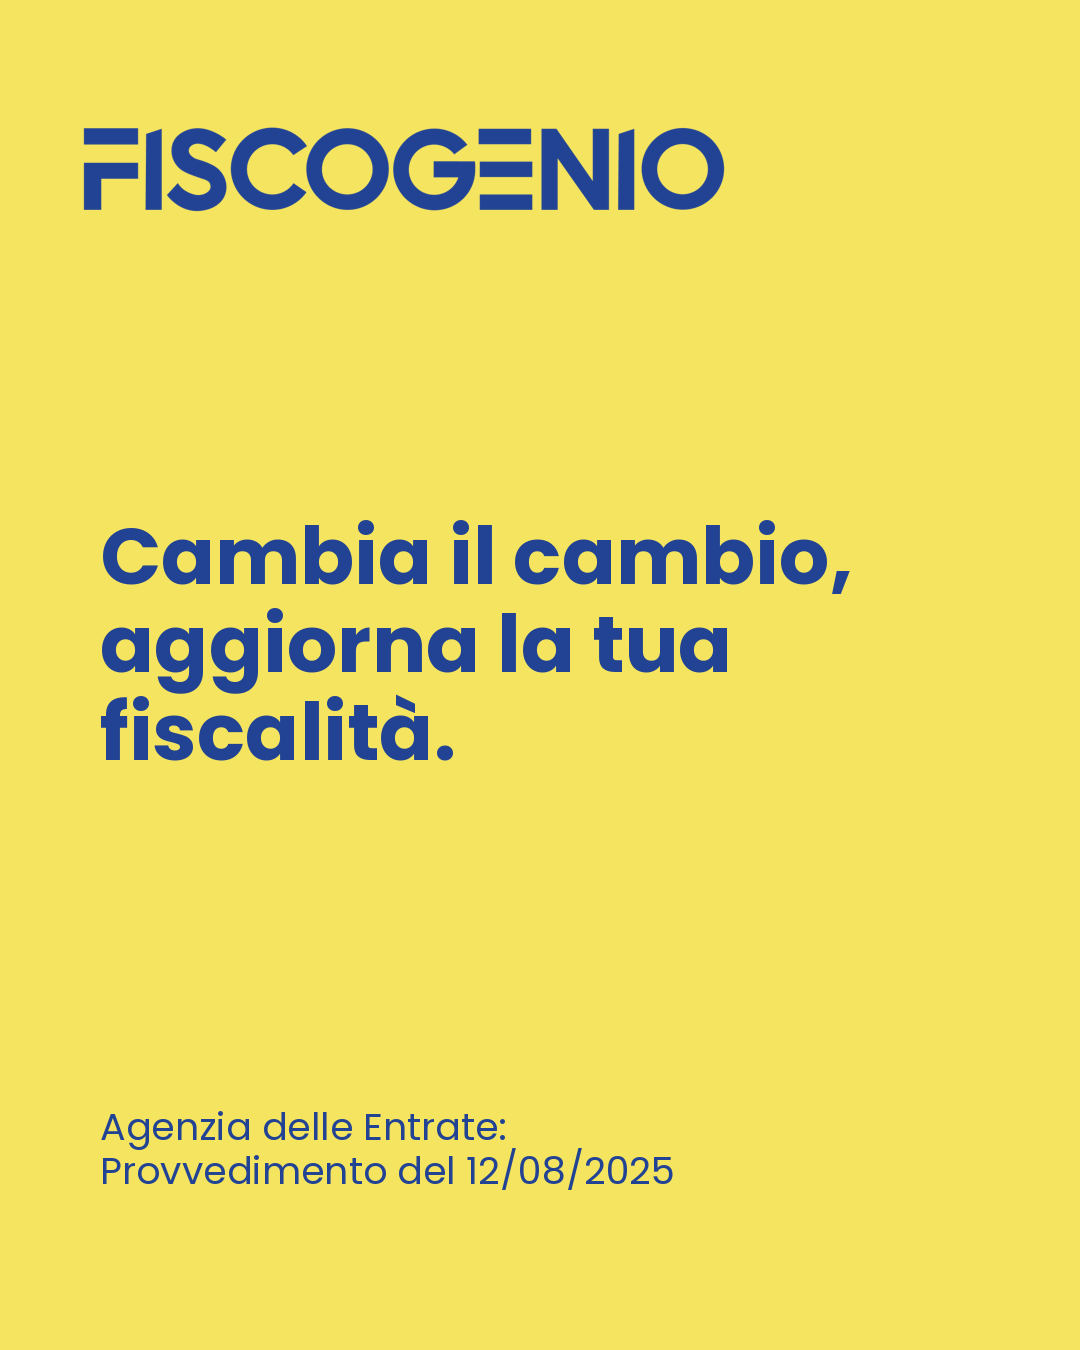 FISCOGENIO
Cambia il cambio,
aggiorna la tua
fiscalità.
Agenzia delle Entrate:
Provvedimento del 12/08/2025